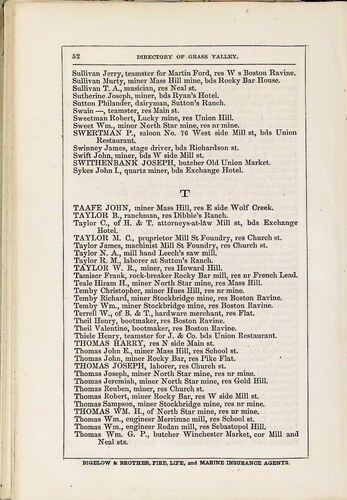 52 DIRECTORY OF GRASS VALLEY.
Sullivan Jerry, teamster for Martin Ford, res W s Boston Ravine.
Sullivan Murty, miner Mass Hill mine, bds Rocky Bar House.
Sullivan T. A., musician, res Neal st.
Sutherine Joseph, miner, bds Ryan's Hotel.
Sutton Philander, dairyman, Sutton's Ranch.
Swain —, teamster, res Main st.
Sweetman Robert, Lucky mine, res Union Hill.
Sweet Wm., miner North Star mine, res nr mine.
SWERTMAN P., saloon No. 76 West side Mill st, bds Union
Restaurant.
Swinney James, stage driver, bds Richardson st.
Swift John, miner, bds W side Mill st.
SWITHENBANK JOSEPH, butcher Old Union Market.
Sykes John I., quartz miner, bds Exchange Hotel.
T
TAAFE JOHN, miner Mass Hill, res E side Wolf Creek.
TAYLOR B., ranchman, res Dibble's Ranch.
Taylor C., of H. & T. attorneys-at-law Mill st, bds Exchange
Hotel.
TAYLOR M. C., proprietor Mill St Foundry, res Church st.
Taylor James, machinist Mill St Foundry, res Church st.
Taylor N. A., mill hand Leech's saw mill.
Taylor R. M., laborer at Sutton's Ranch.
TAYLOR W. R., miner, res Howard Hill.
Tamiser Frank, rock-breaker Rocky Bar mill, res nr French Lead.
Teale Hiram H., miner North Star mine, res Mass Hill.
Temby Christopher, miner Hues Hill, res nr mine.
Temby Richard, miner Stockbridge mine, res Boston Ravine.
Temby Wm., miner Stockbridge mine, res Boston Ravine.
Terrell W., of B. & T., hardware merchant, res Flat.
Theil Henry, bootmaker, res Boston Ravine.
Theil Valentine, bootmaker, res Boston Ravine.
Thiele Henry, teamster for J. & Co. bds Union Restaurant.
THOMAS HARRY, res N side Main st.
Thomas John E., miner Mass Hill, res School st.
Thomas John, miner Rocky Bar, res Pike Flat.
THOMAS JOSEPH, laborer, res Church st.
Thomas Joseph, miner North Star mine, res nr mine.
Thomas Jeremiah, miner North Star mine, res Gold Hill.
Thomas Reuben, miner, res Church st.
Thomas Robert, miner Rocky Bar, res W side Mill st.
Thomas Sampson, miner Stockbridge mine, res nr mine.
THOMAS WM. H., of North Star mine, res nr mine.
Thomas Wm., engineer Merrimac mill, res School st.
Thomas Wm., engineer Redan mill, res Sebastopol Hill.
Thomas Wm. G. P., butcher Winchester Market, cor Mill and
Neal sts.
BIGELOW & BROTHER, FIRE, LIFE, and MARINE INSURANCE AGENTS.